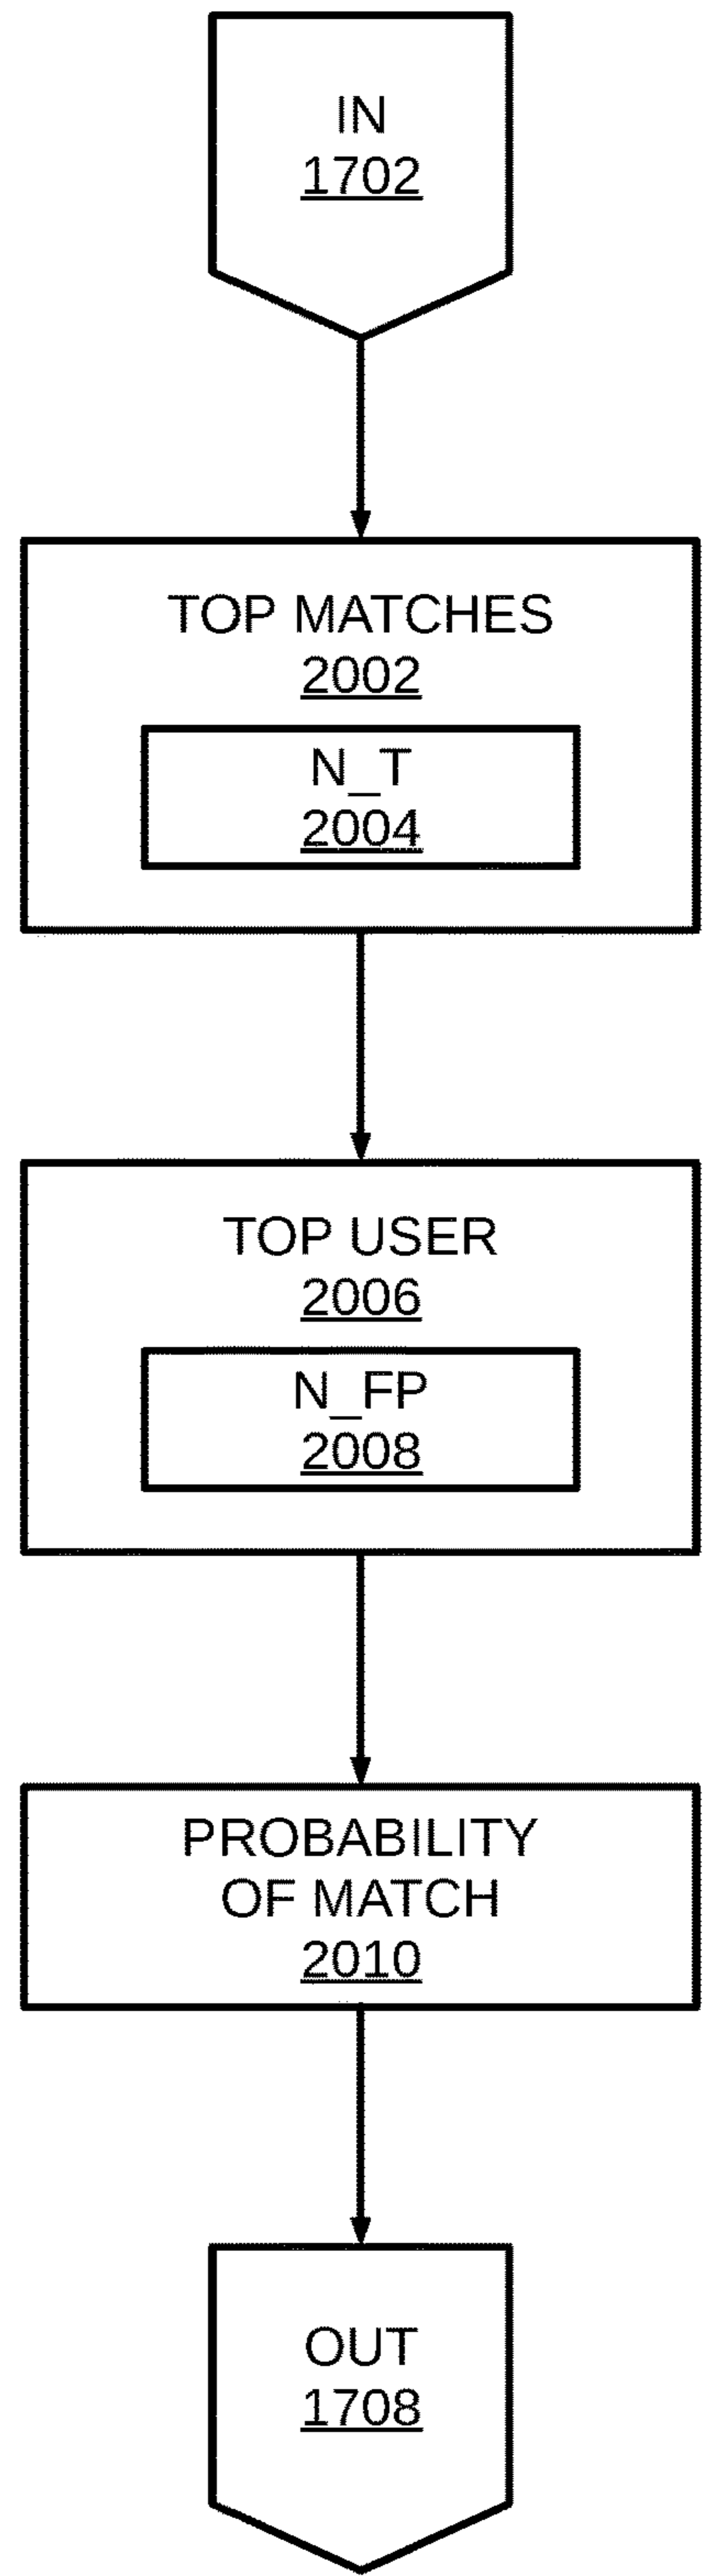 IN
1702
TOP MATCHES
2002
N_T
2004
TOP USER
2006
N_FP
2008
PROBABILITY
OF MATCH
2010
OUT
1708